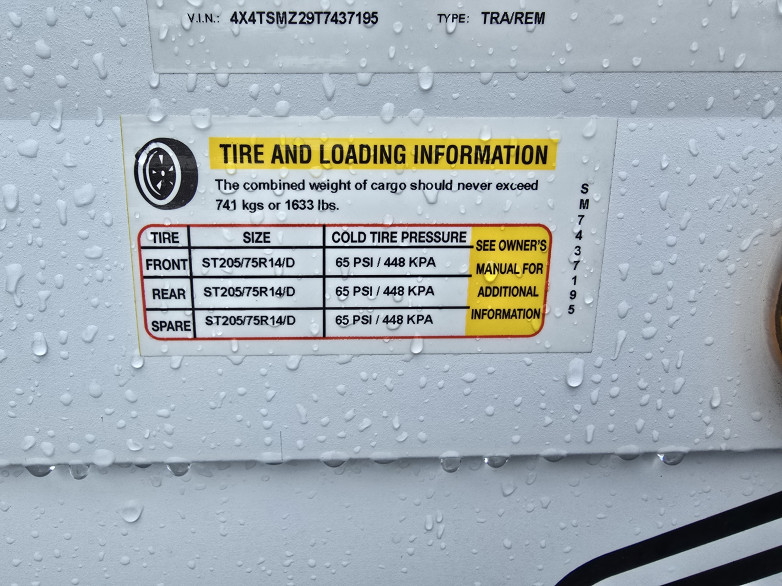 V.I.N.: 4X4TSMZ29T7437195 TYPE: TRA/REM
TIRE AND LOADING INFORMATION
The combined weight of cargo should never exceed
741 kgs or 1633 lbs.
TIRE SIZE COLD TIRE PRESSURE SEE OWNER'S
FRONT ST205/75R14/D 65 PSI / 448 KPA MANUAL FOR
REAR ST205/75R14/D 65 PSI / 448 KPA ADDITIONAL
SPARE ST205/75R14/D 65 PSI / 448 KPA INFORMATION
SM7437195